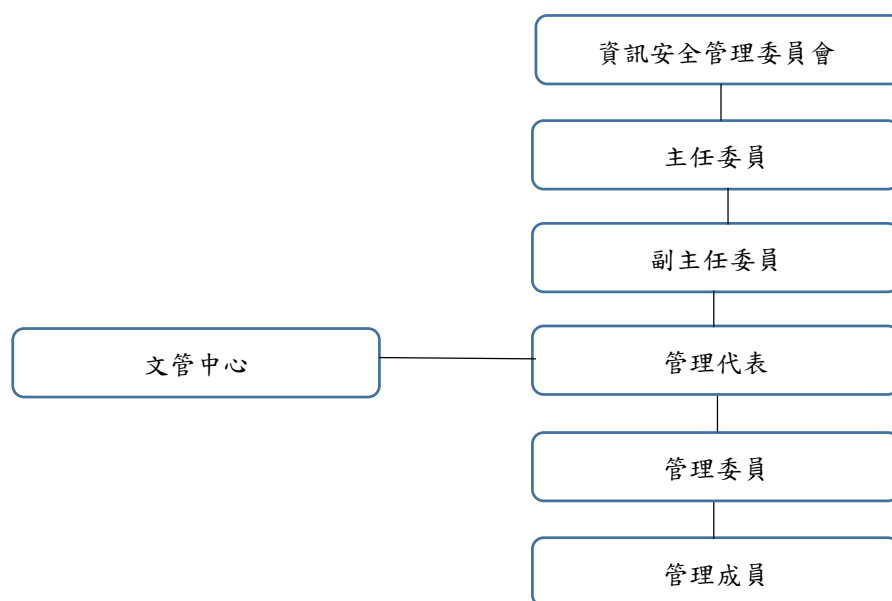 資訊安全管理委員會
主任委員
副主任委員
文管中心
管理代表
管理委員
管理成員